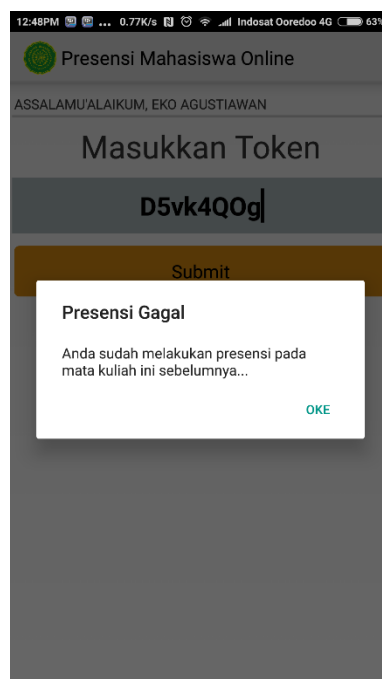 12:48PM ... 0.77K/s Indosat Ooredoo 4G 63%
Presensi Mahasiswa Online
ASSALAMU'ALAIKUM, EKO AGUSTIAWAN
Masukkan Token
D5vk4QOg
Submit
Presensi Gagal
Anda sudah melakukan presensi pada
mata kuliah ini sebelumnya...
OKE